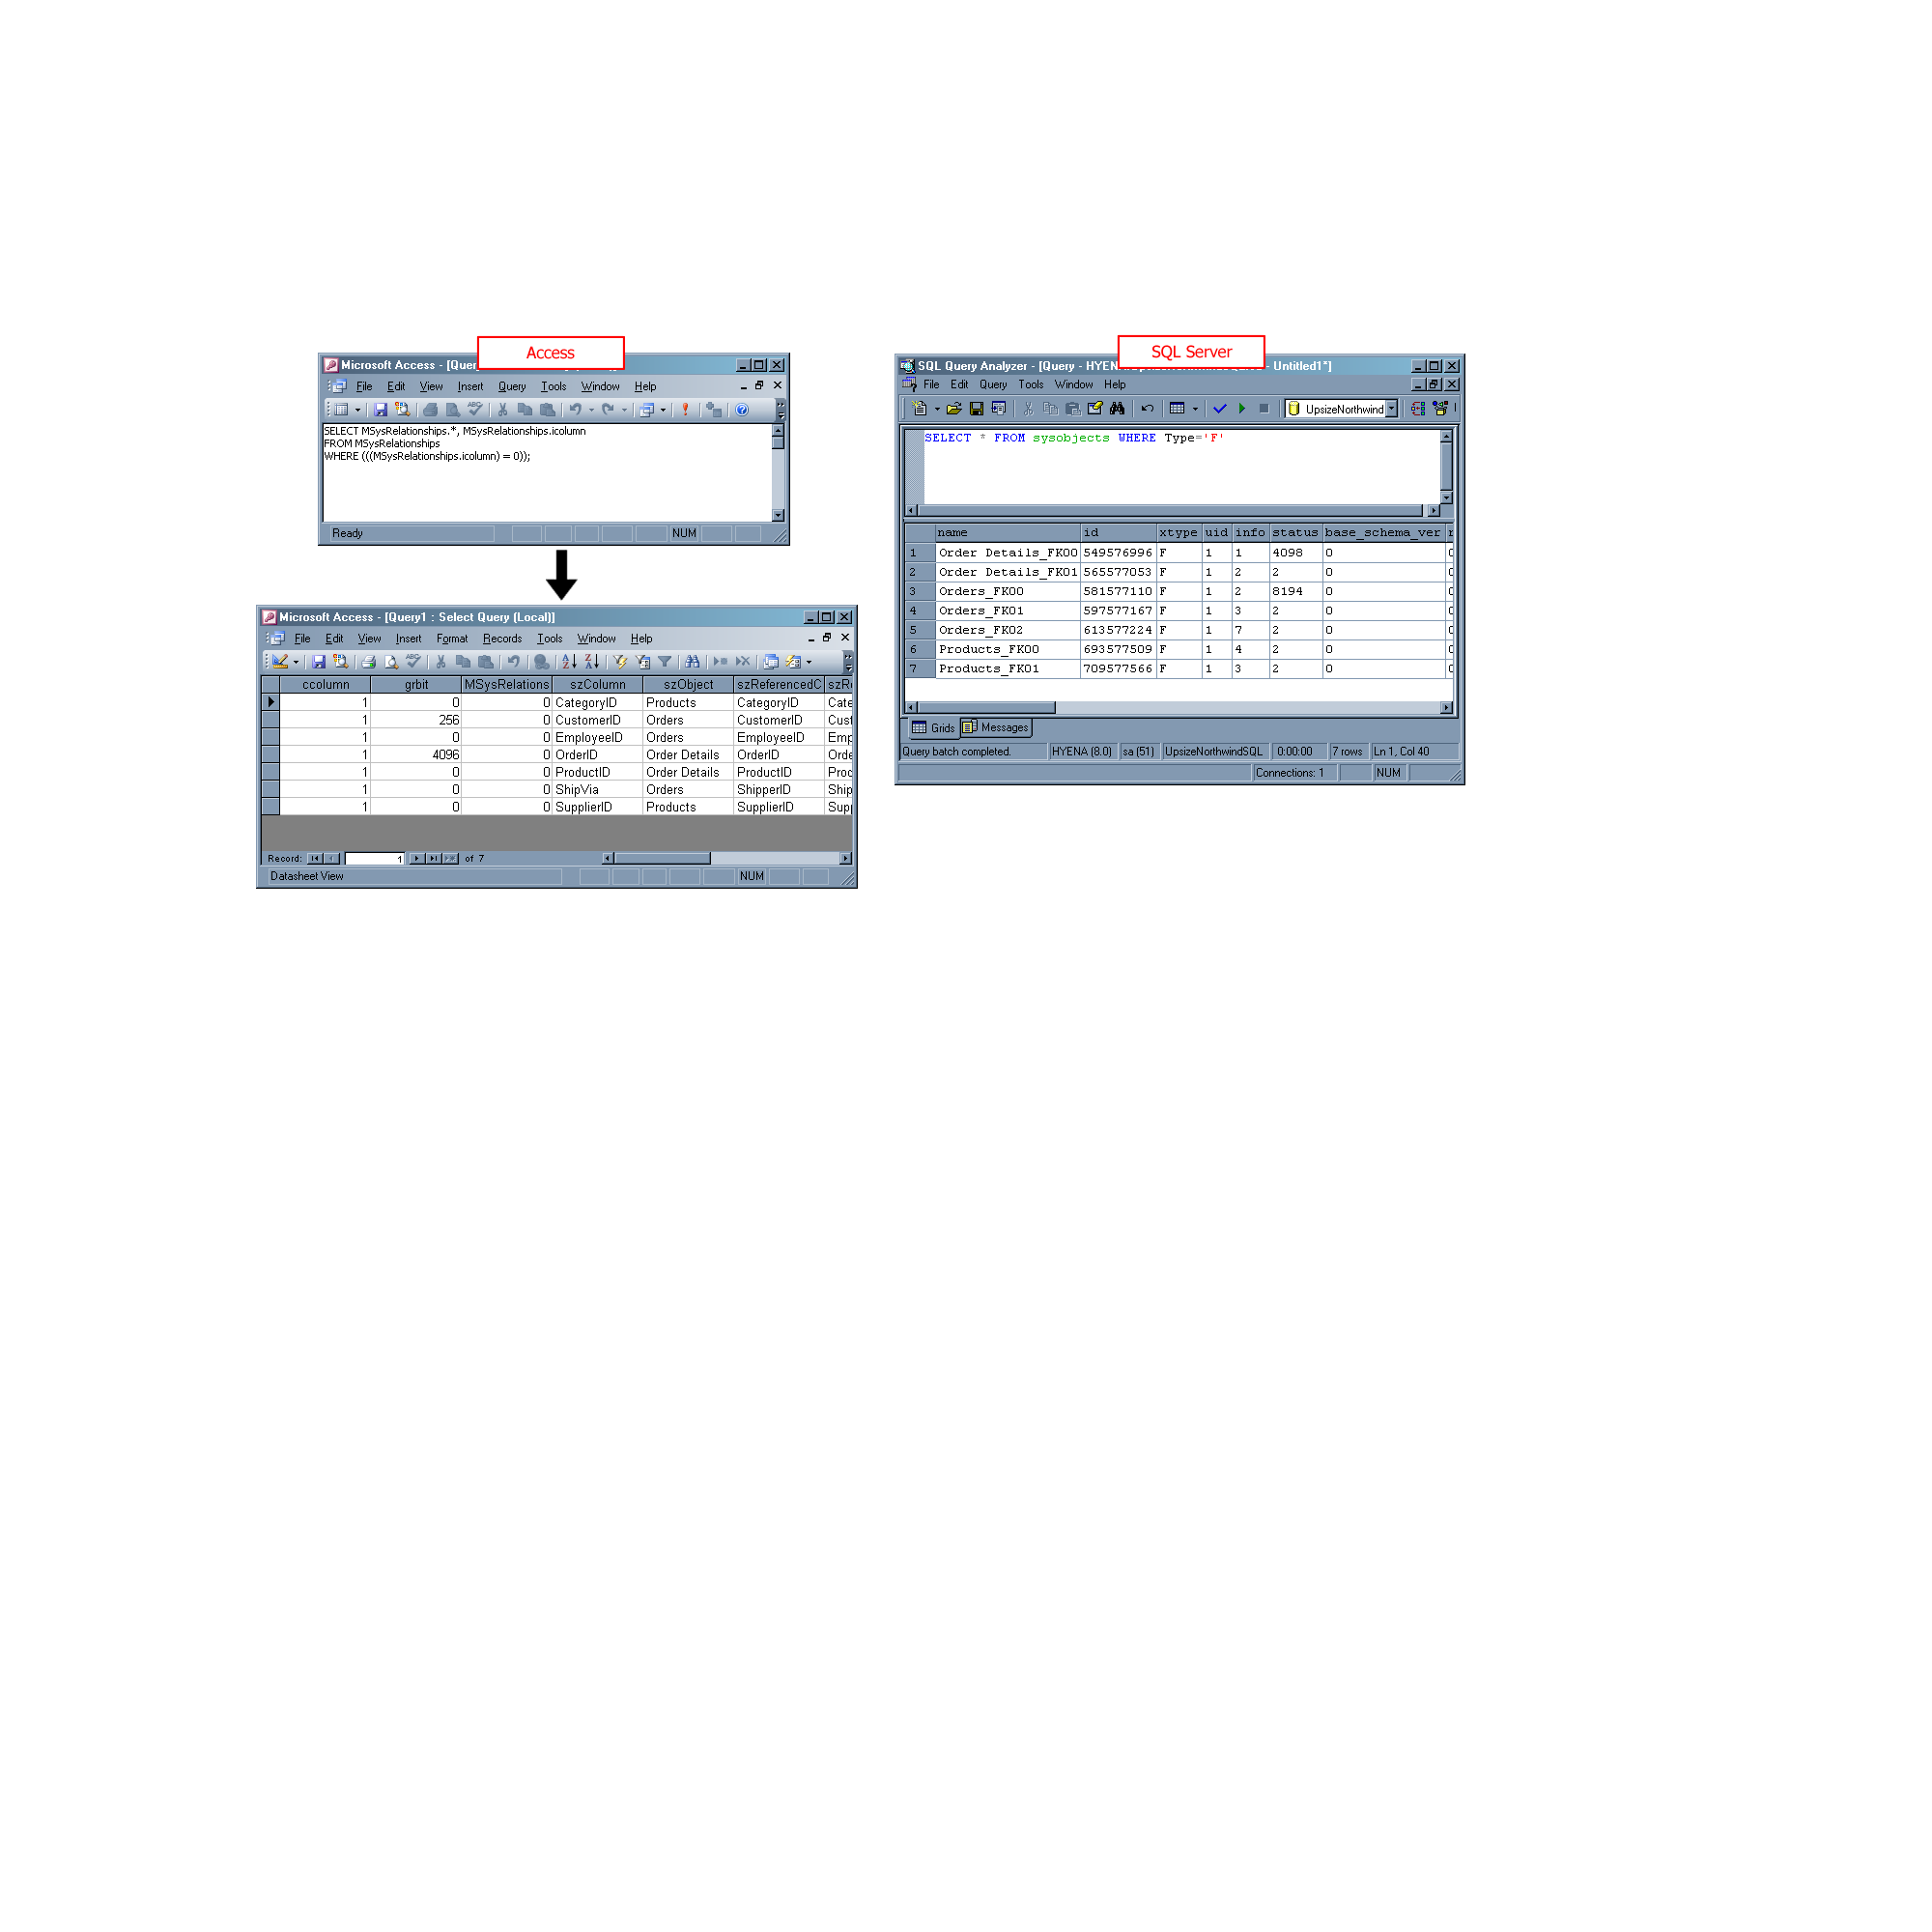 Access
Microsoft Access - [Quer
File Edit View Insert Query Tools Window Help
SELECT MSysRelationships.*, MSysRelationships.icolumn
FROM MSysRelationships
WHERE (((MSysRelationships.icolumn) = 0));
Ready NUM
Microsoft Access - [Query1 : Select Query (Local)]
File Edit View Insert Format Records Tools Window Help
ccolumn grbit MSysRelations szColumn szObject szReferencedC szR
1 0 0 CategoryID Products CategoryID Cate
1 256 0 CustomerID Orders CustomerID Cust
1 0 0 EmployeeID Orders EmployeeID Emp
1 4096 0 OrderID Order Details OrderID Orde
1 0 0 ProductID Order Details ProductID Proc
1 0 0 ShipVia Orders ShipperID Ship
1 0 0 SupplierID Products SupplierID Supp
Record: 1 of 7
Datasheet View NUM
SQL Server
SQL Query Analyzer - [Query - HYEN - Untitled1*]
File Edit Query Tools Window Help
UpsizeNorthwind
SELECT * FROM sysobjects WHERE Type='F'
name id xtype uid info status base_schema_ver
1 Order Details_FK00 549576996 F 1 1 4098 0
2 Order Details_FK01 565577053 F 1 2 2 0
3 Orders_FK00 581577110 F 1 2 8194 0
4 Orders_FK01 597577167 F 1 3 2 0
5 Orders_FK02 613577224 F 1 7 2 0
6 Products_FK00 693577509 F 1 4 2 0
7 Products_FK01 709577566 F 1 3 2 0
Grids Messages
Query batch completed. HYENA (8.0) sa (51) UpsizeNorthwindSQL 0:00:00 7 rows Ln 1, Col 40
Connections: 1 NUM